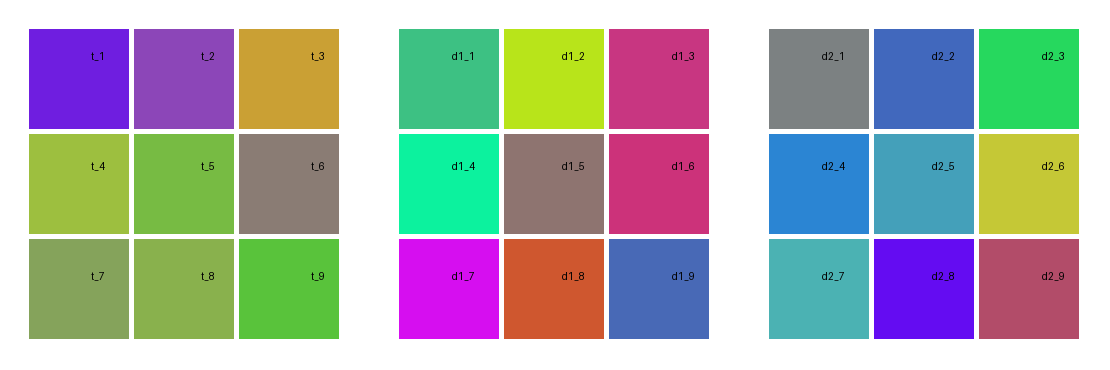 t_1 t_2 t_3 d1_1 d1_2 d1_3 d2_1 d2_2 d2_3
t_4 t_5 t_6 d1_4 d1_5 d1_6 d2_4 d2_5 d2_6
t_7 t_8 t_9 d1_7 d1_8 d1_9 d2_7 d2_8 d2_9